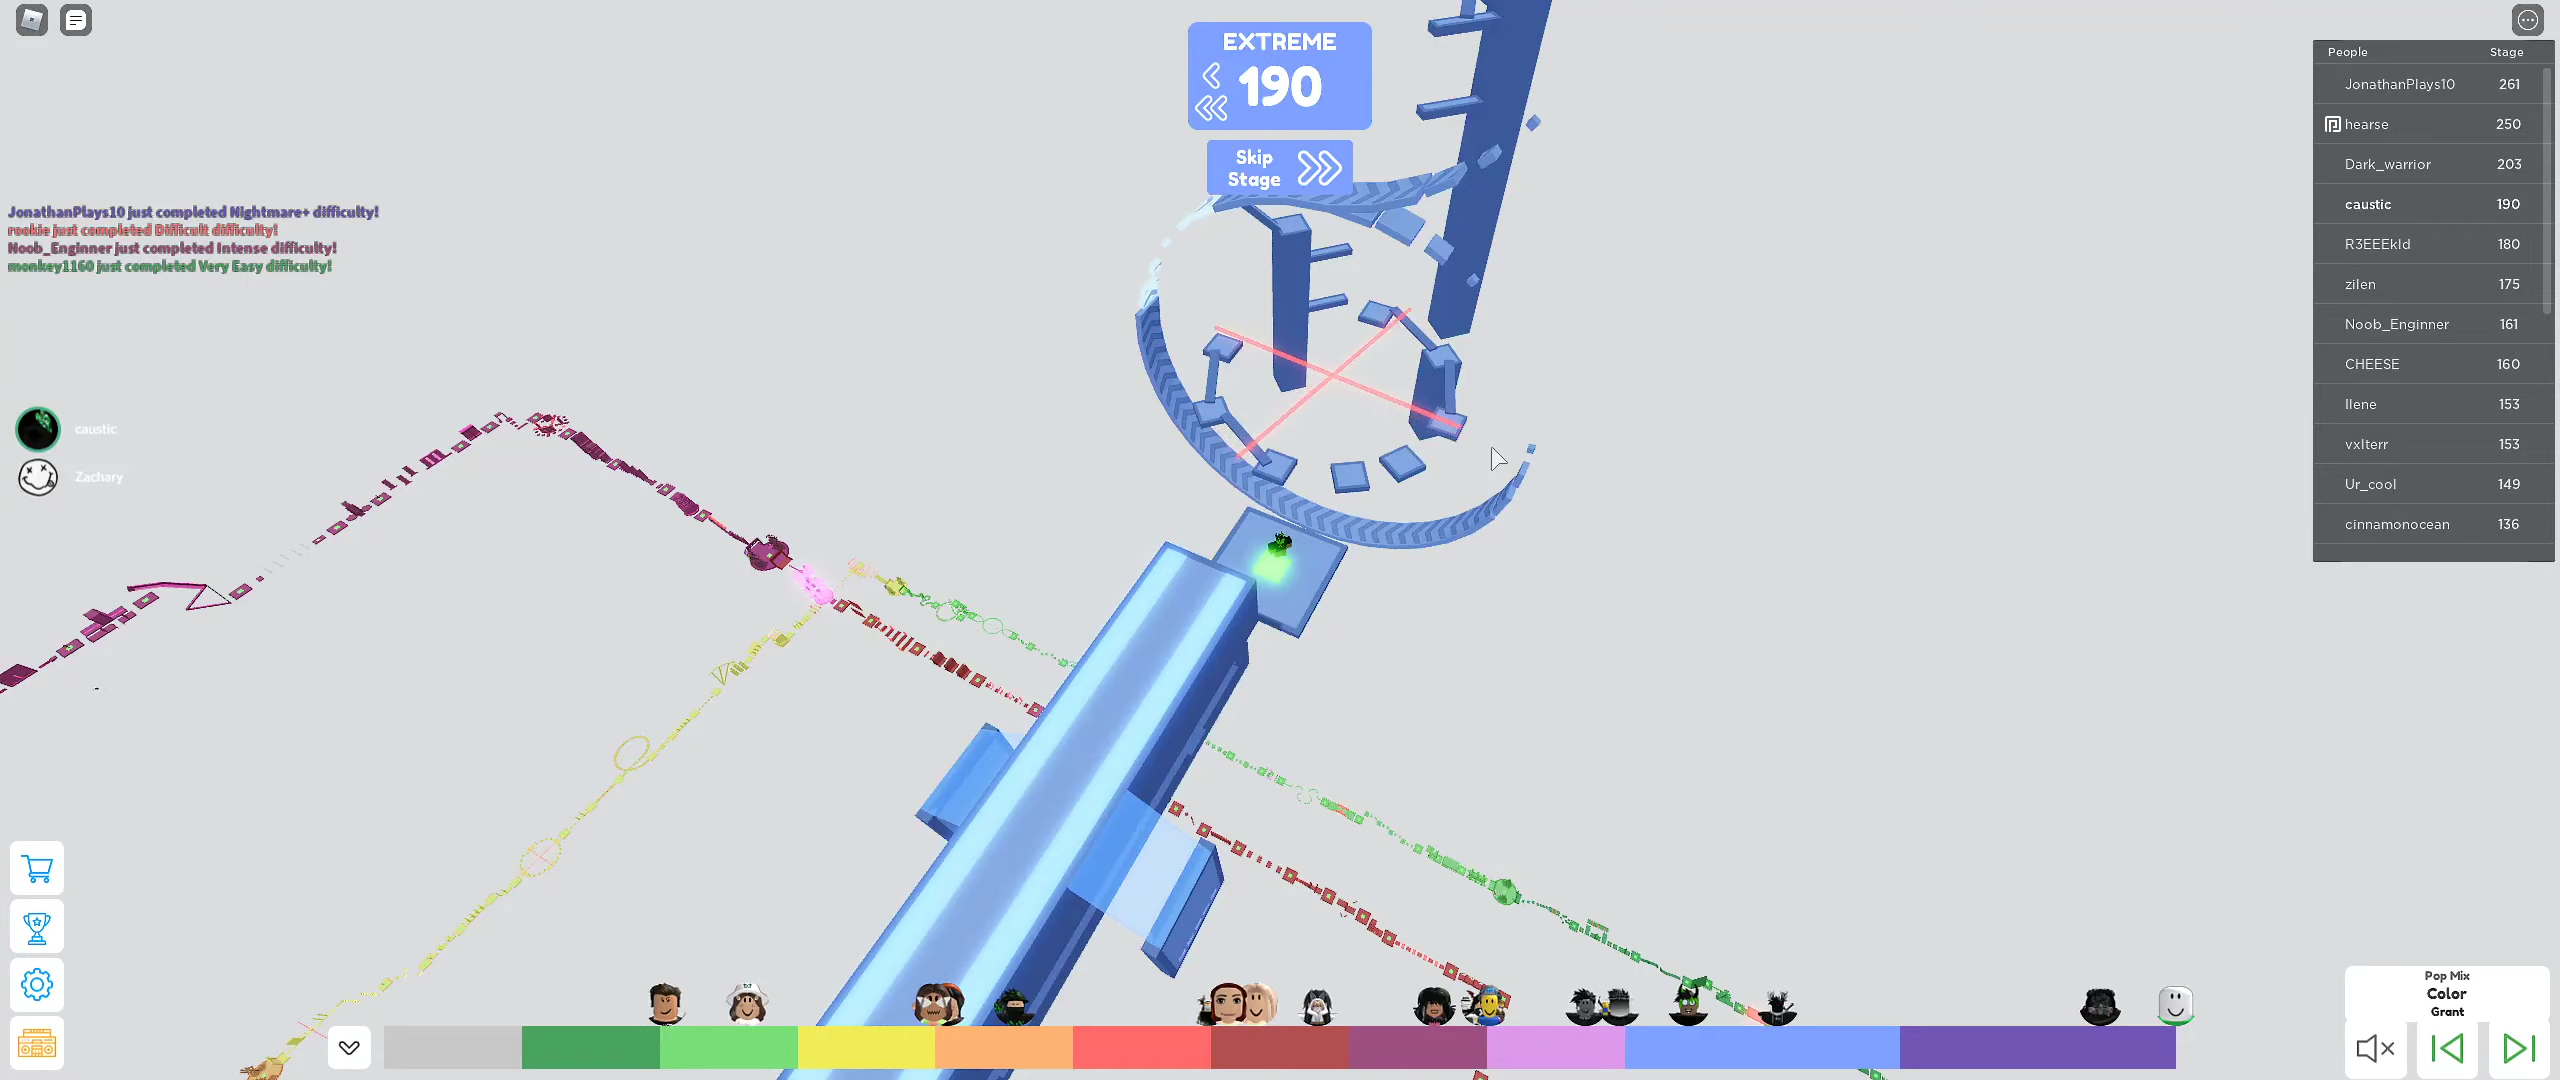 EXTREME
190
Skip
Stage
People Stage
JonathanPlays10 261
hearse 250
Dark_warrior 203
caustic 190
R3EEEkId 180
zilen 175
Noob_Enginner 161
CHEESE 160
Ilene 153
vxlterr 153
Ur_cool 149
cinnamonocean 136
JonathanPlays10 just completed Nightmare+ difficulty!
rookie just completed Difficult difficulty!
Noob_Enginner just completed Intense difficulty!
monkey1160 just completed Very Easy difficulty!
caustic
Zachary
Pop Mix
Color
Grant